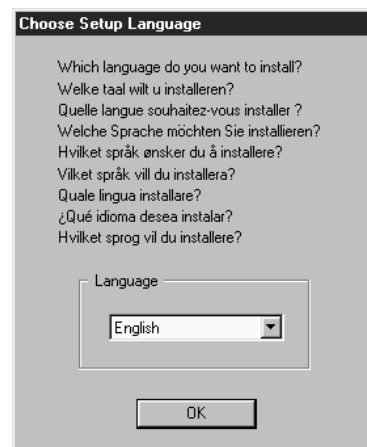 Choose Setup Language
Which language do you want to install?
Welke taal wilt u installeren?
Quelle langue souhaitez-vous installer ?
Welche Sprache möchten Sie installieren?
Hvilket språk ønsker du å installere?
Vilket språk vill du installera?
Quale lingua installare?
¿Qué idioma desea instalar?
Hvilket sprog vil du installere?
Language
English
OK